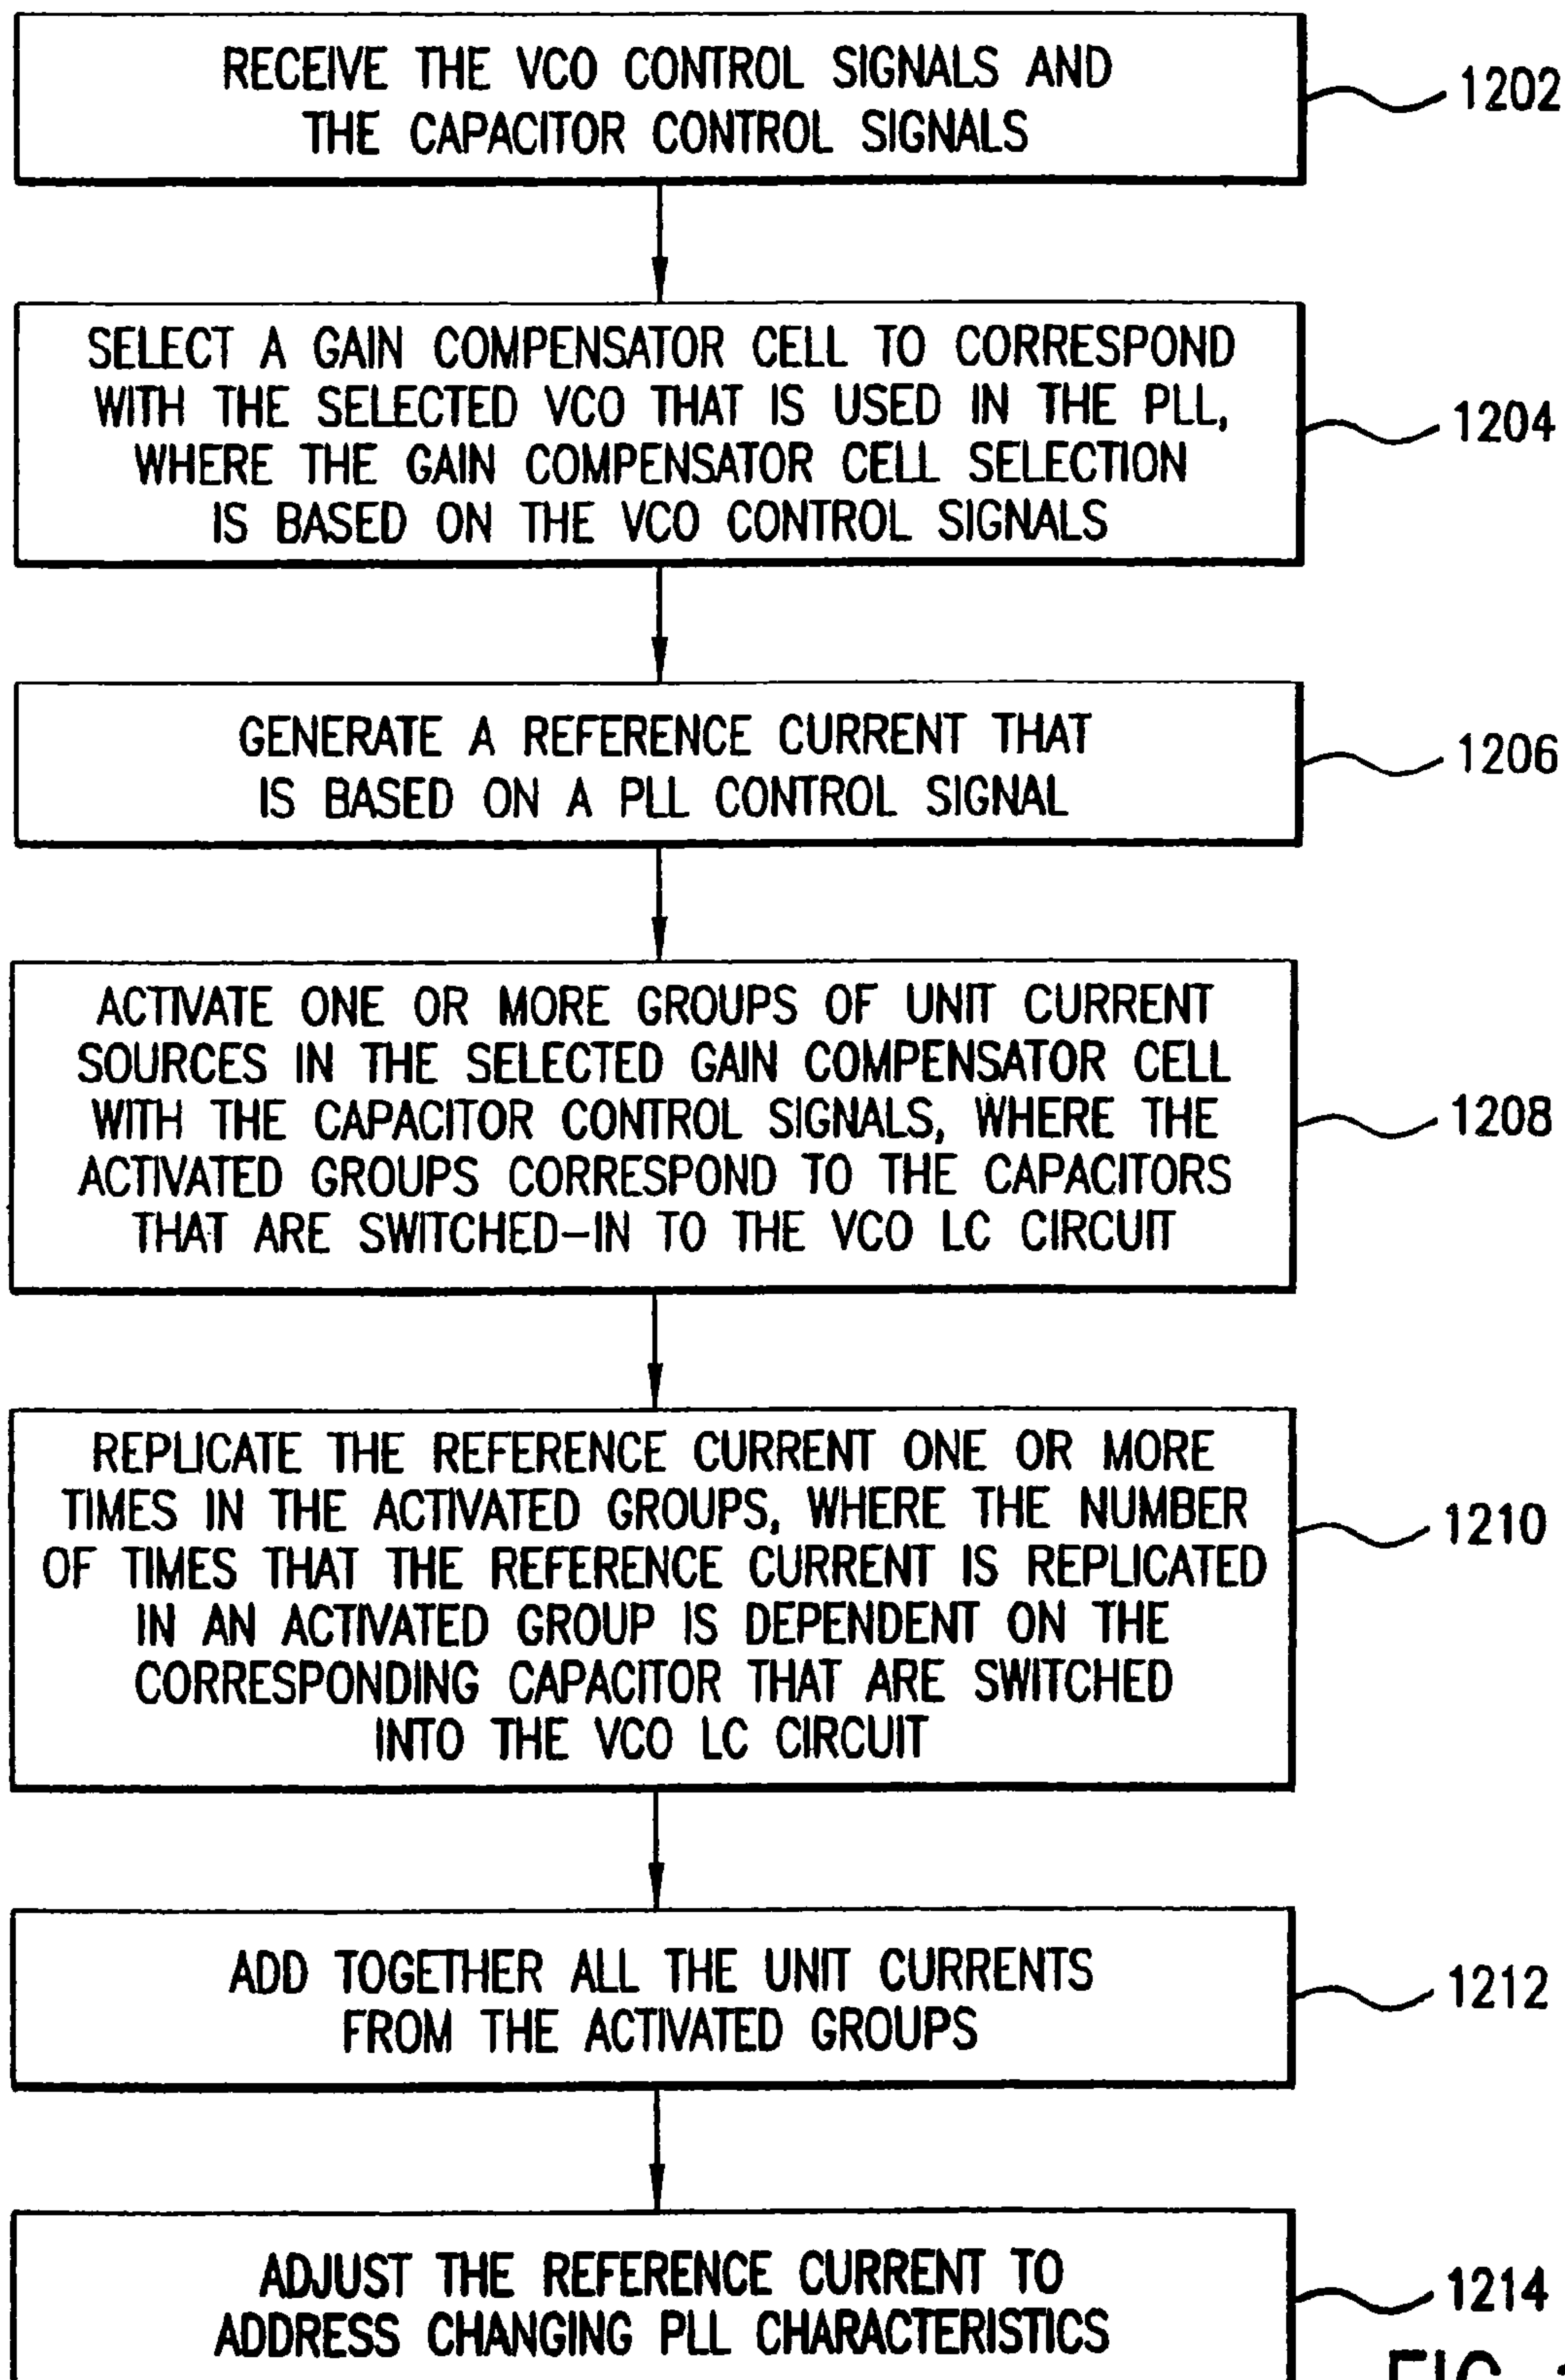 RECEIVE THE VCO CONTROL SIGNALS AND
THE CAPACITOR CONTROL SIGNALS
1202
SELECT A GAIN COMPENSATOR CELL TO CORRESPOND
WITH THE SELECTED VCO THAT IS USED IN THE PLL,
WHERE THE GAIN COMPENSATOR CELL SELECTION
IS BASED ON THE VCO CONTROL SIGNALS
1204
GENERATE A REFERENCE CURRENT THAT
IS BASED ON A PLL CONTROL SIGNAL
1206
ACTIVATE ONE OR MORE GROUPS OF UNIT CURRENT
SOURCES IN THE SELECTED GAIN COMPENSATOR CELL
WITH THE CAPACITOR CONTROL SIGNALS, WHERE THE
ACTIVATED GROUPS CORRESPOND TO THE CAPACITORS
THAT ARE SWITCHED-IN TO THE VCO LC CIRCUIT
1208
REPLICATE THE REFERENCE CURRENT ONE OR MORE
TIMES IN THE ACTIVATED GROUPS, WHERE THE NUMBER
OF TIMES THAT THE REFERENCE CURRENT IS REPLICATED
IN AN ACTIVATED GROUP IS DEPENDENT ON THE
CORRESPONDING CAPACITOR THAT ARE SWITCHED
INTO THE VCO LC CIRCUIT
1210
ADD TOGETHER ALL THE UNIT CURRENTS
FROM THE ACTIVATED GROUPS
1212
ADJUST THE REFERENCE CURRENT TO
ADDRESS CHANGING PLL CHARACTERISTICS
1214